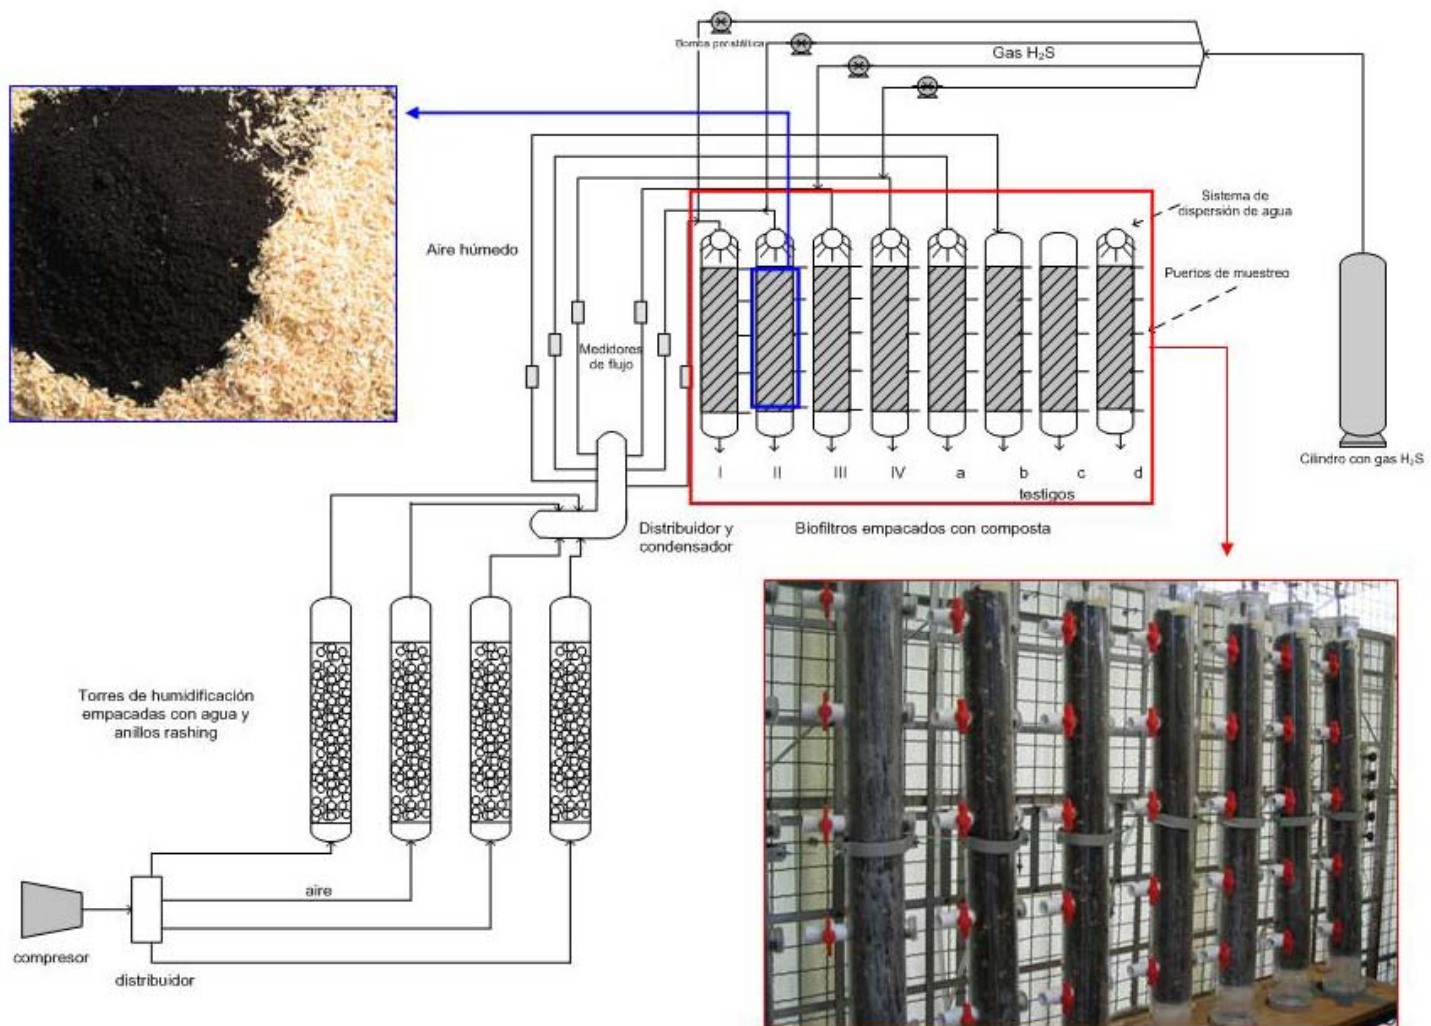 Bomba peristáltica
Gas H₂S
Sistema de
dispersión de agua
Aire húmedo
Puertos de muestreo
Medidores
de flujo
Cilindro con gas H₂S
I II III IV a b c d
testigos
Distribuidor y
condensador
Biofiltros empacados con composta
Torres de humidificación
empacadas con agua y
anillos rashing
aire
compresor
distribuidor